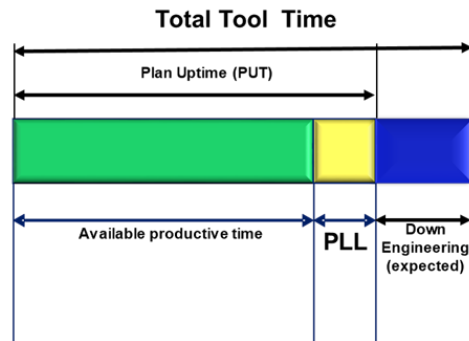 Total Tool Time
Plan Uptime (PUT)
Available productive time
PLL
Down
Engineering
(expected)